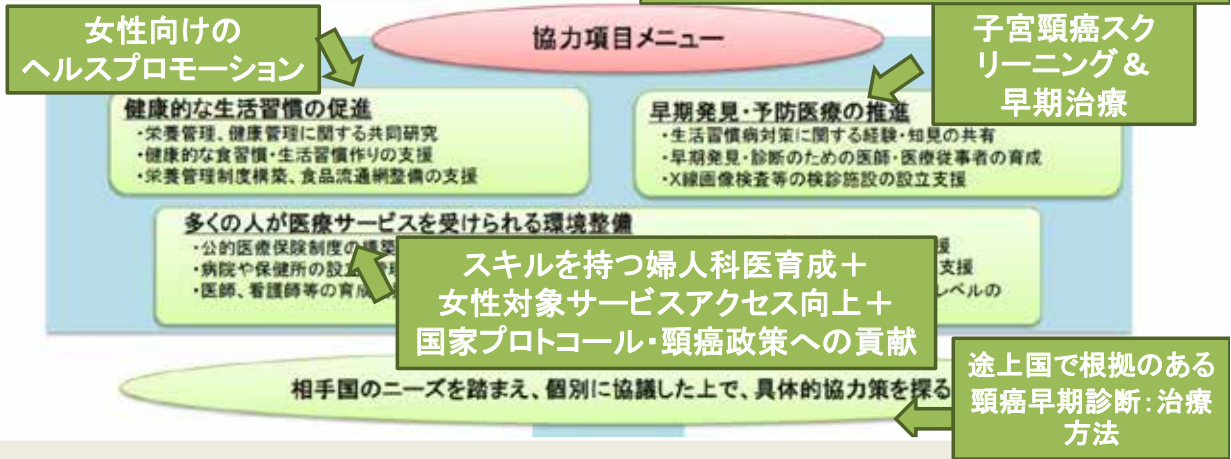 女性向けの
ヘルスプロモーション
協力項目メニュー
子宮頸癌スク
リーニング＆
早期治療
健康的な生活習慣の促進
・栄養管理、健康管理に関する共同研究
・健康的な食習慣・生活習慣作りの支援
・栄養管理制度構築、食品流通網整備の支援
早期発見・予防医療の推進
・生活習慣病対策に関する経験・知見の共有
・早期発見・診断のための医師・医療従事者の育成
・X線画像検査等の検診施設の設立支援
多くの人が医療サービスを受けられる環境整備
・公的医療保険制度の構築 援
・病院や保健所の設立 支援
・医師、看護師等の育成 レベルの
スキルを持つ婦人科医育成＋
女性対象サービスアクセス向上＋
国家プロトコール・頸癌政策への貢献
相手国のニーズを踏まえ、個別に協議した上で、具体的協力策を探る
途上国で根拠のある
頸癌早期診断：治療
方法